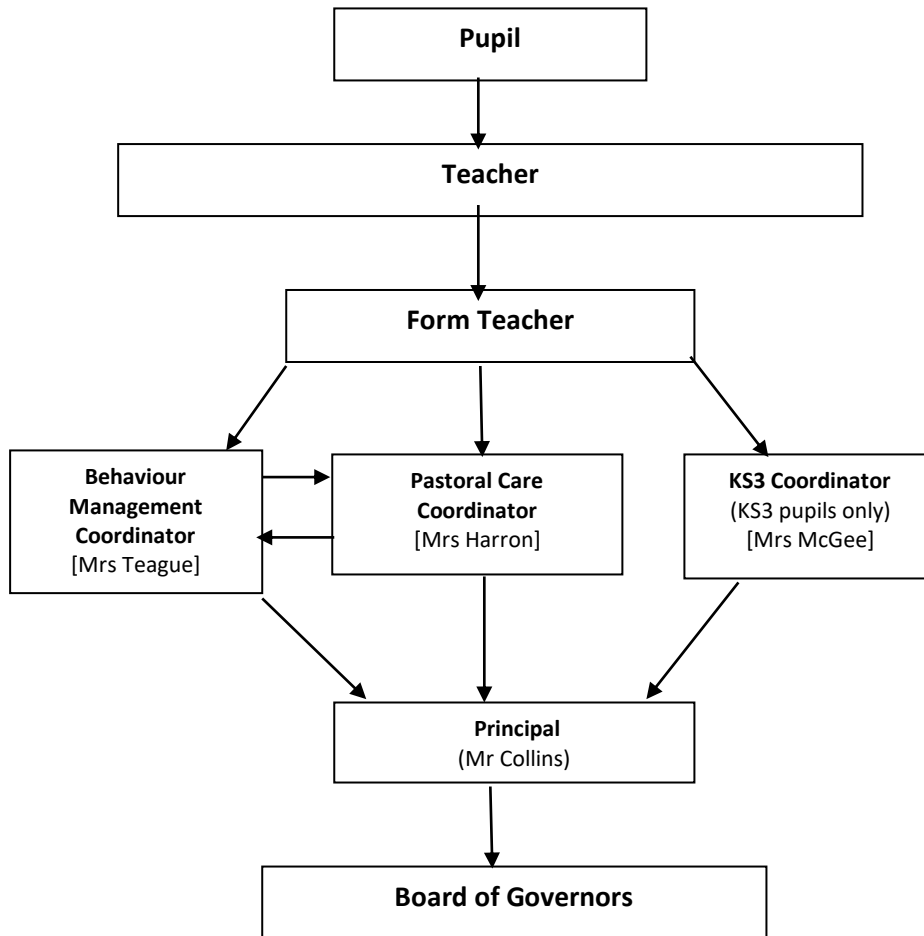 Pupil
Teacher
Form Teacher
Behaviour
Management
Coordinator
[Mrs Teague]
Pastoral Care
Coordinator
[Mrs Harron]
KS3 Coordinator
(KS3 pupils only)
[Mrs McGee]
Principal
(Mr Collins)
Board of Governors